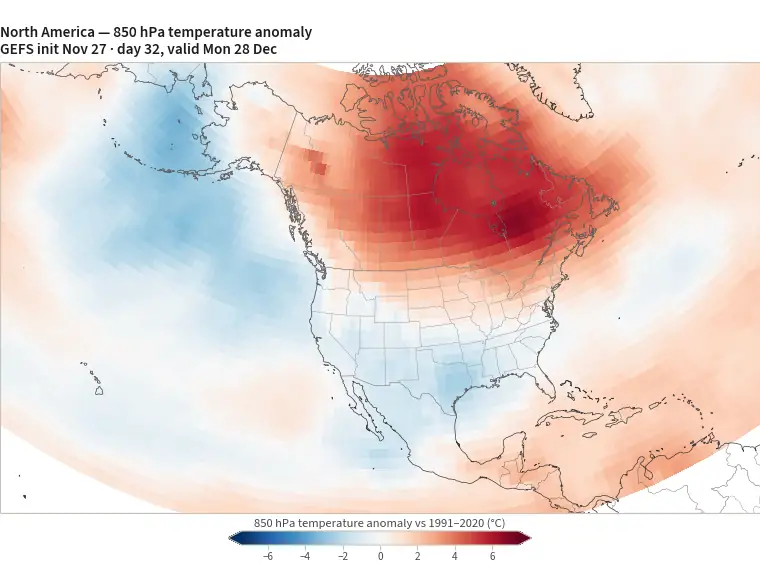 North America — 850 hPa temperature anomaly
GEFS init Nov 27 · day 32, valid Mon 28 Dec
850 hPa temperature anomaly vs 1991–2020 (°C)
−6 −4 −2 0 2 4 6